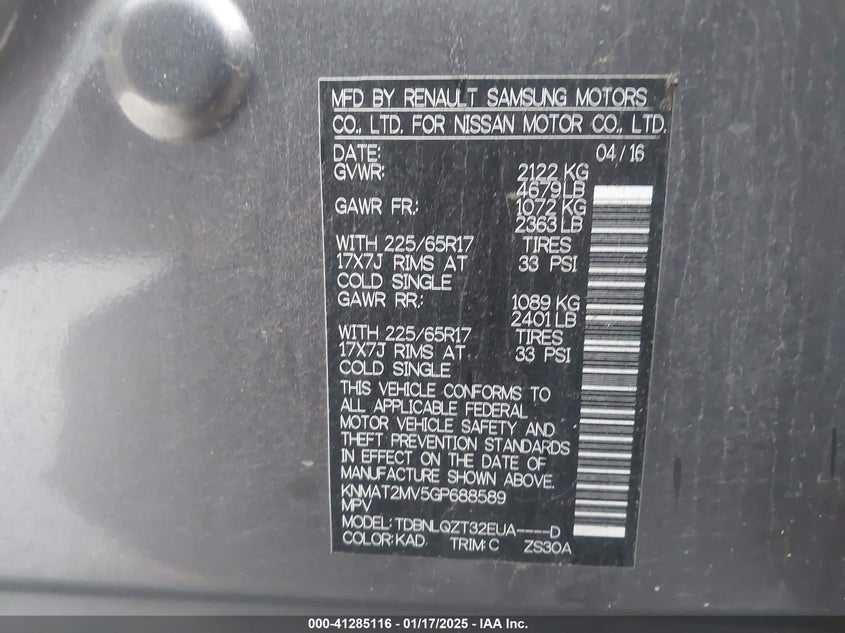 MFD BY RENAULT SAMSUNG MOTORS
CO., LTD. FOR NISSAN MOTOR CO., LTD.
DATE: 04/16
GVWR: 2122 KG
4679LB
GAWR FR.: 1072 KG
2363LB
WITH 225/65R17 TIRES
17X7J RIMS AT 33 PSI
COLD SINGLE
GAWR RR.: 1089 KG
2401LB
WITH 225/65R17 TIRES
17X7J RIMS AT 33 PSI
COLD SINGLE
THIS VEHICLE CONFORMS TO
ALL APPLICABLE FEDERAL
MOTOR VEHICLE SAFETY AND
THEFT PREVENTION STANDARDS
IN EFFECT ON THE DATE OF
MANUFACTURE SHOWN ABOVE.
KNMAT2MV5GP688589
MPV
MODEL: TDBNLQZT32EUA----D
COLOR: KAD TRIM: C ZS30A
000-41285116 - 01/17/2025 - IAA Inc.